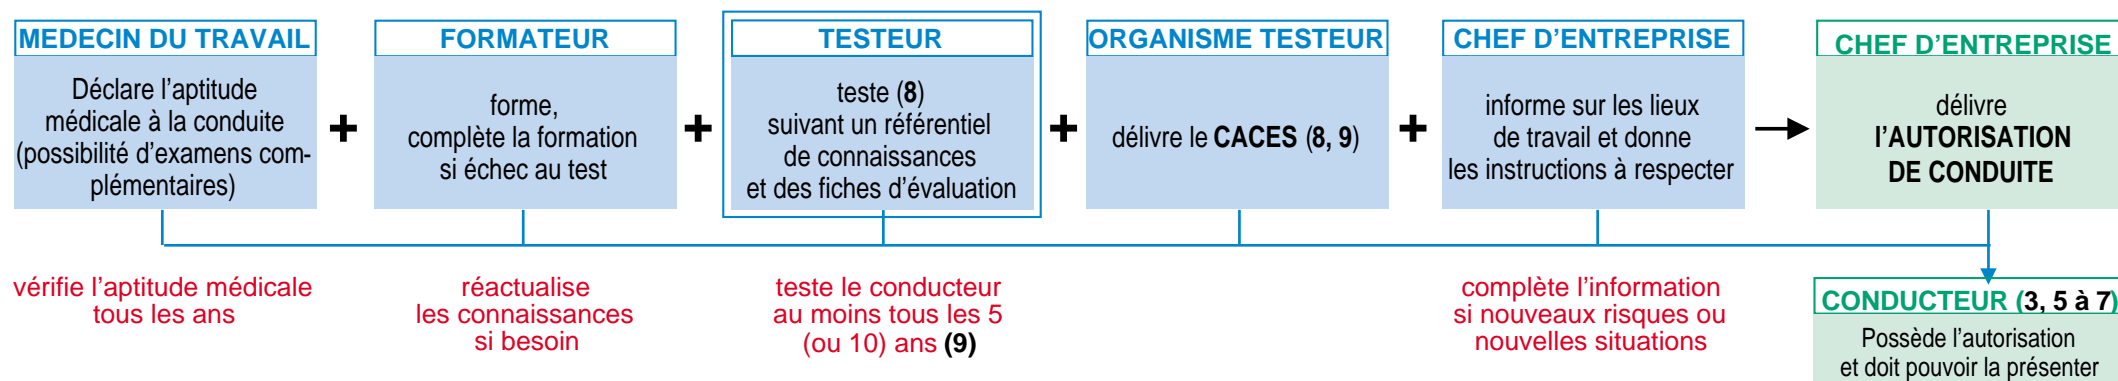 MEDECIN DU TRAVAIL
Déclare l'aptitude
médicale à la conduite
(possibilité d'examens com-
plémentaires)
+
FORMATEUR
forme,
complète la formation
si échec au test
+
TESTEUR
teste (8)
suivant un référentiel
de connaissances
et des fiches d'évaluation
+
ORGANISME TESTEUR
délivre le CACES (8, 9)
+
CHEF D'ENTREPRISE
informe sur les lieux
de travail et donne
les instructions à respecter
CHEF D'ENTREPRISE
délivre
l'AUTORISATION
DE CONDUITE
vérifie l'aptitude médicale
tous les ans
réactualise
les connaissances
si besoin
teste le conducteur
au moins tous les 5
(ou 10) ans (9)
complète l'information
si nouveaux risques ou
nouvelles situations
CONDUCTEUR (3, 5 à 7)
Possède l'autorisation
et doit pouvoir la présenter